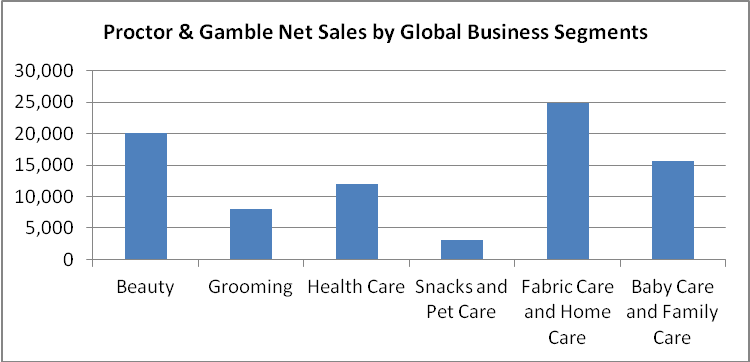 Proctor & Gamble Net Sales by Global Business Segments
30,000
25,000
20,000
15,000
10,000
5,000
0
Beauty
Grooming
Health Care
Snacks and
Pet Care
Fabric Care
and Home
Care
Baby Care
and Family
Care